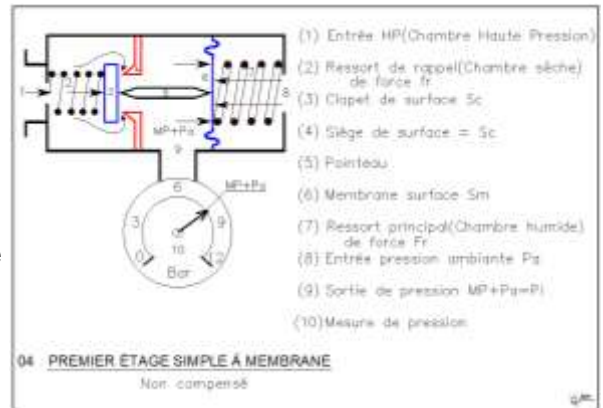 (1) Entrée HP(Chambre Haute Pression)
(2) Ressort de rappel(Chambre sèche)
de force fr
(3) Clapet de surface Sc
(4) Siège de surface = Sc
(5) Pointeau
(6) Membrane surface Sm
(7) Ressort principal(Chambre humide)
de force Fr
(8) Entrée pression ambiante Pa
(9) Sortie de pression MP+Pa=Pi
(10)Mesure de pression
1
2
3
5
6
8
MP+Pa
9
MP+Pa
6
3
9
10
0
12
Bar
04 PREMIER ÉTAGE SIMPLE À MEMBRANE
Non compensé